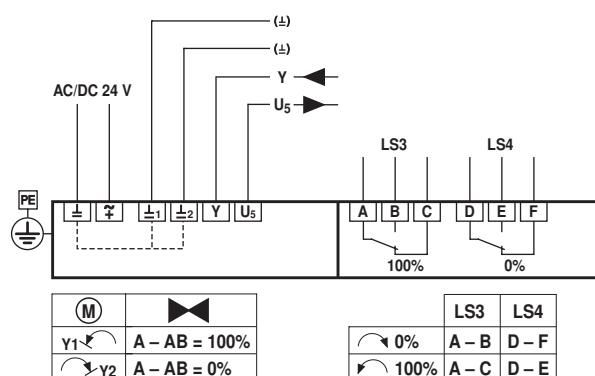 (⊥)
(⊥)
Y
AC/DC 24 V
U5
LS3 LS4
PE
⊥ ~+ ⊥1 ⊥2 Y U5 A B C D E F
100% 0%
M
LS3 LS4
Y1 A – AB = 100%
0% A – B D – F
Y2 A – AB = 0%
100% A – C D – E